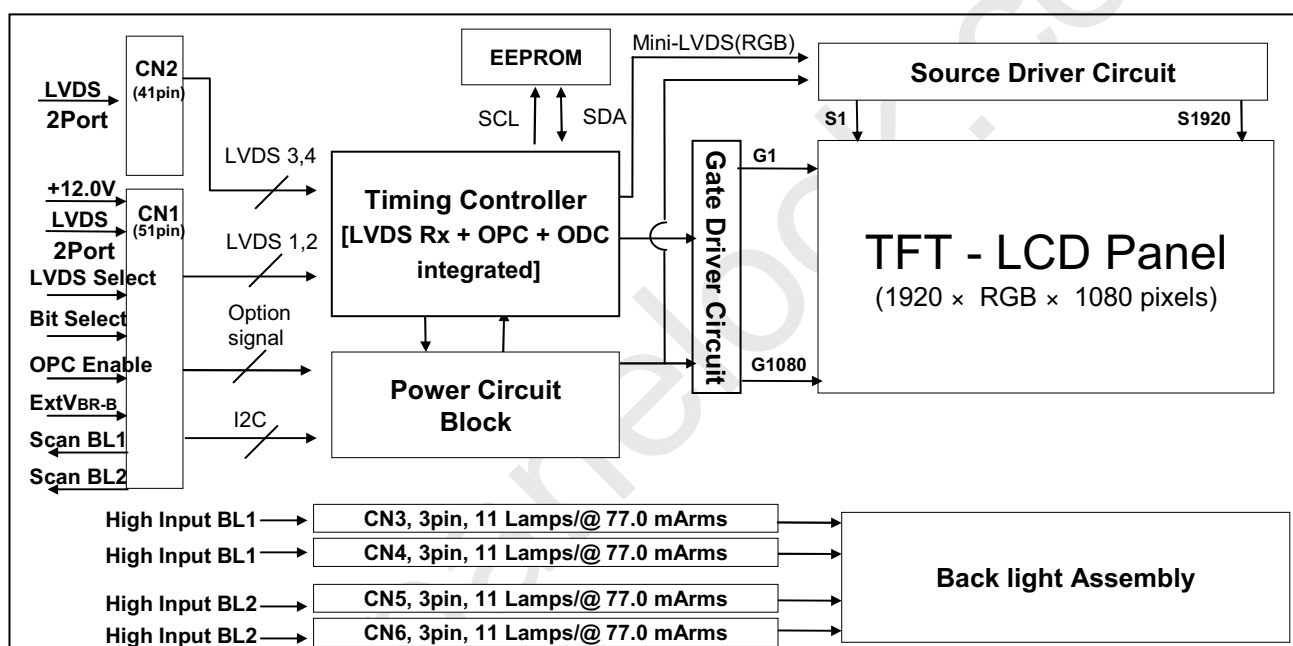 CN2
(41pin)
LVDS
2Port
+12.0V
LVDS
2Port
CN1
(51pin)
LVDS Select
Bit Select
OPC Enable
ExtVBR-B
Scan BL1
Scan BL2
LVDS 3,4
LVDS 1,2
Option
signal
I2C
EEPROM
SCL
SDA
Timing Controller
[LVDS Rx + OPC + ODC
integrated]
Power Circuit
Block
Mini-LVDS(RGB)
Source Driver Circuit
S1
S1920
Gate Driver Circuit
G1
G1080
TFT - LCD Panel
(1920 × RGB × 1080 pixels)
High Input BL1
CN3, 3pin, 11 Lamps/@ 77.0 mArms
High Input BL1
CN4, 3pin, 11 Lamps/@ 77.0 mArms
High Input BL2
CN5, 3pin, 11 Lamps/@ 77.0 mArms
High Input BL2
CN6, 3pin, 11 Lamps/@ 77.0 mArms
Back light Assembly